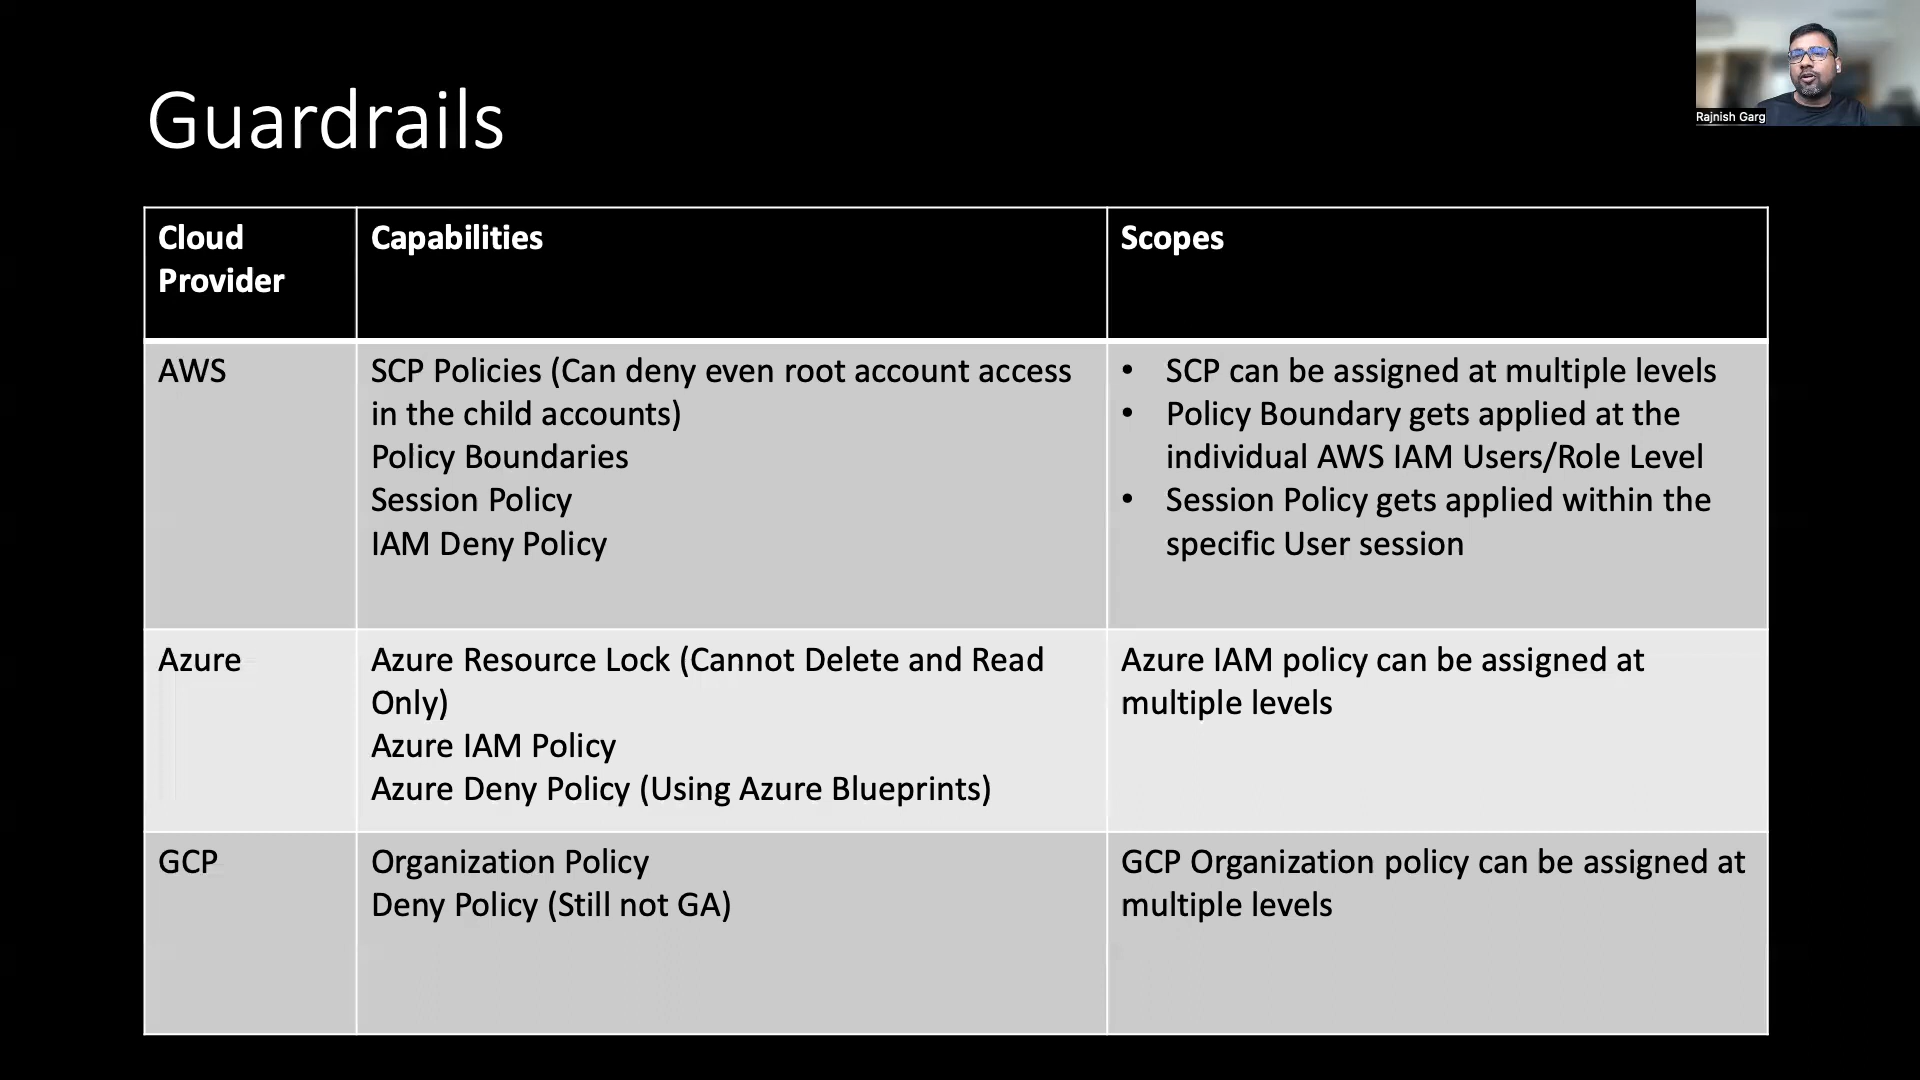 Guardrails
Rajnish Garg
Cloud
Provider
Capabilities
Scopes
AWS
SCP Policies (Can deny even root account access
in the child accounts)
Policy Boundaries
Session Policy
IAM Deny Policy
• SCP can be assigned at multiple levels
• Policy Boundary gets applied at the
individual AWS IAM Users/Role Level
• Session Policy gets applied within the
specific User session
Azure
Azure Resource Lock (Cannot Delete and Read
Only)
Azure IAM Policy
Azure Deny Policy (Using Azure Blueprints)
Azure IAM policy can be assigned at
multiple levels
GCP
Organization Policy
Deny Policy (Still not GA)
GCP Organization policy can be assigned at
multiple levels